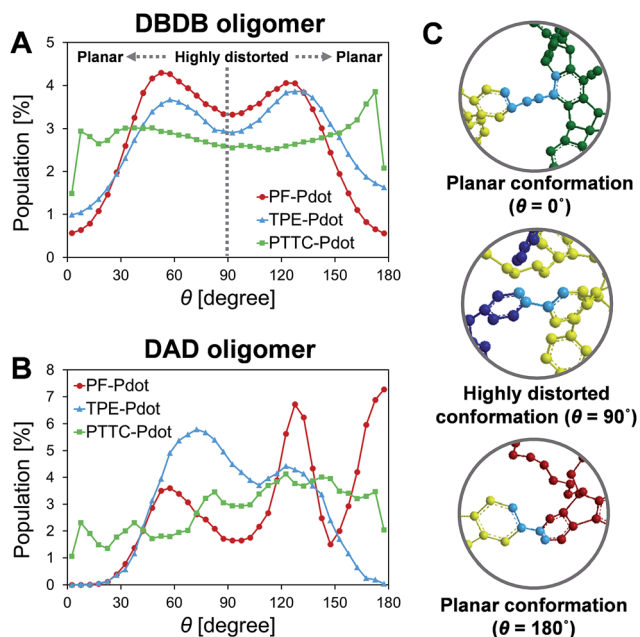 DBDB oligomer
A
Planar Highly distorted Planar
Population [%]
5
4
3
2
1
0
PF-Pdot
TPE-Pdot
PTTC-Pdot
0 30 60 90 120 150 180
θ [degree]
DAD oligomer
B
Population [%]
8
7
6
5
4
3
2
1
0
PF-Pdot
TPE-Pdot
PTTC-Pdot
0 30 60 90 120 150 180
θ [degree]
C
Planar conformation
(θ = 0˚)
Highly distorted
conformation (θ = 90˚)
Planar conformation
(θ = 180˚)